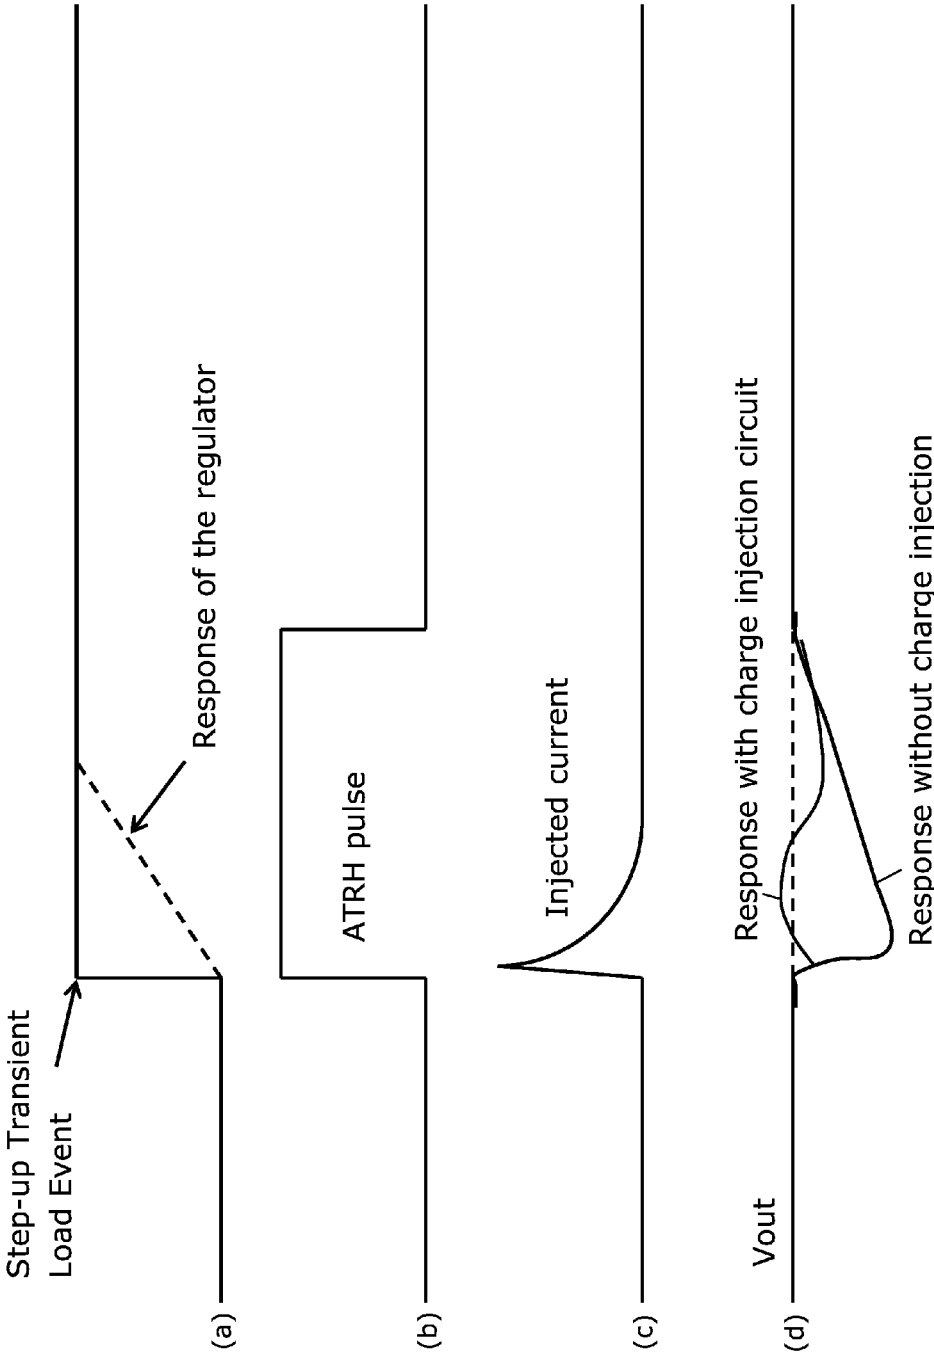 Step-up Transient
Load Event
Response of the regulator
(a)
ATRH pulse
(b)
Injected current
(c)
Vout
Response with charge injection circuit
(d)
Response without charge injection